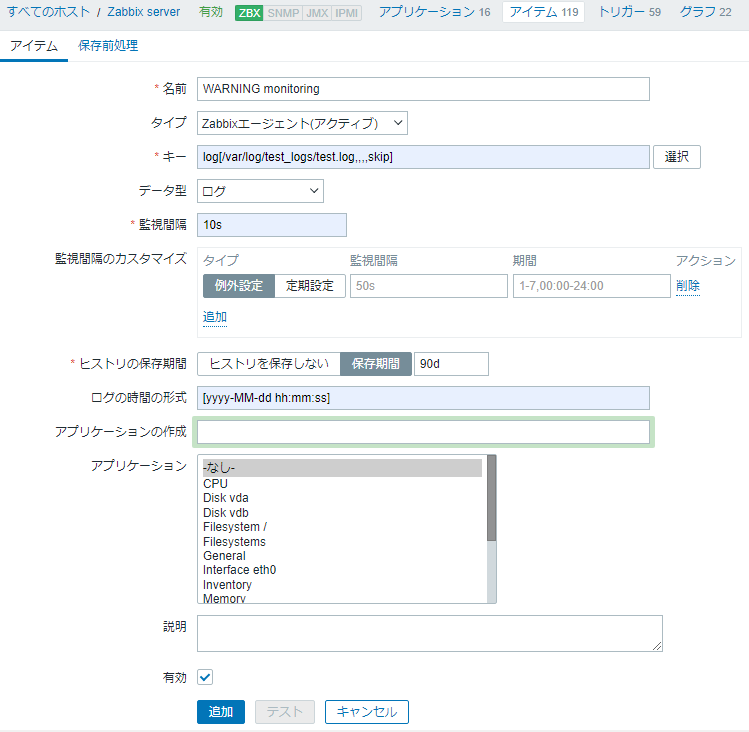 すべてのホスト / Zabbix server 有効 ZBX SNMP JMX IPMI アプリケーション 16 アイテム 119 トリガー 59 グラフ 22
アイテム 保存前処理
* 名前 WARNING monitoring
タイプ Zabbixエージェント(アクティブ)
* キー log[/var/log/test_logs/test.log,,,,skip] 選択
データ型 ログ
* 監視間隔 10s
監視間隔のカスタマイズ タイプ 監視間隔 期間 アクション
例外設定 定期設定 50s 1-7,00:00-24:00 削除
追加
* ヒストリの保存期間 ヒストリを保存しない 保存期間 90d
ログの時間の形式 [yyyy-MM-dd hh:mm:ss]
アプリケーションの作成
アプリケーション -なし-
CPU
Disk vda
Disk vdb
Filesystem /
Filesystems
General
Interface eth0
Inventory
Memory
説明
有効
追加 テスト キャンセル